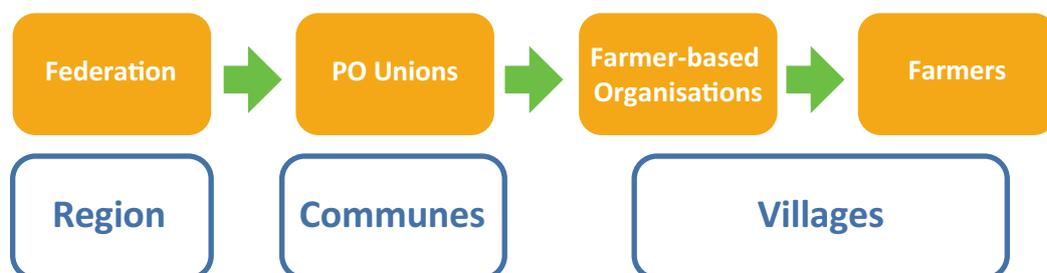 Federation
PO Unions
Farmer-based
Organisations
Farmers
Region
Communes
Villages